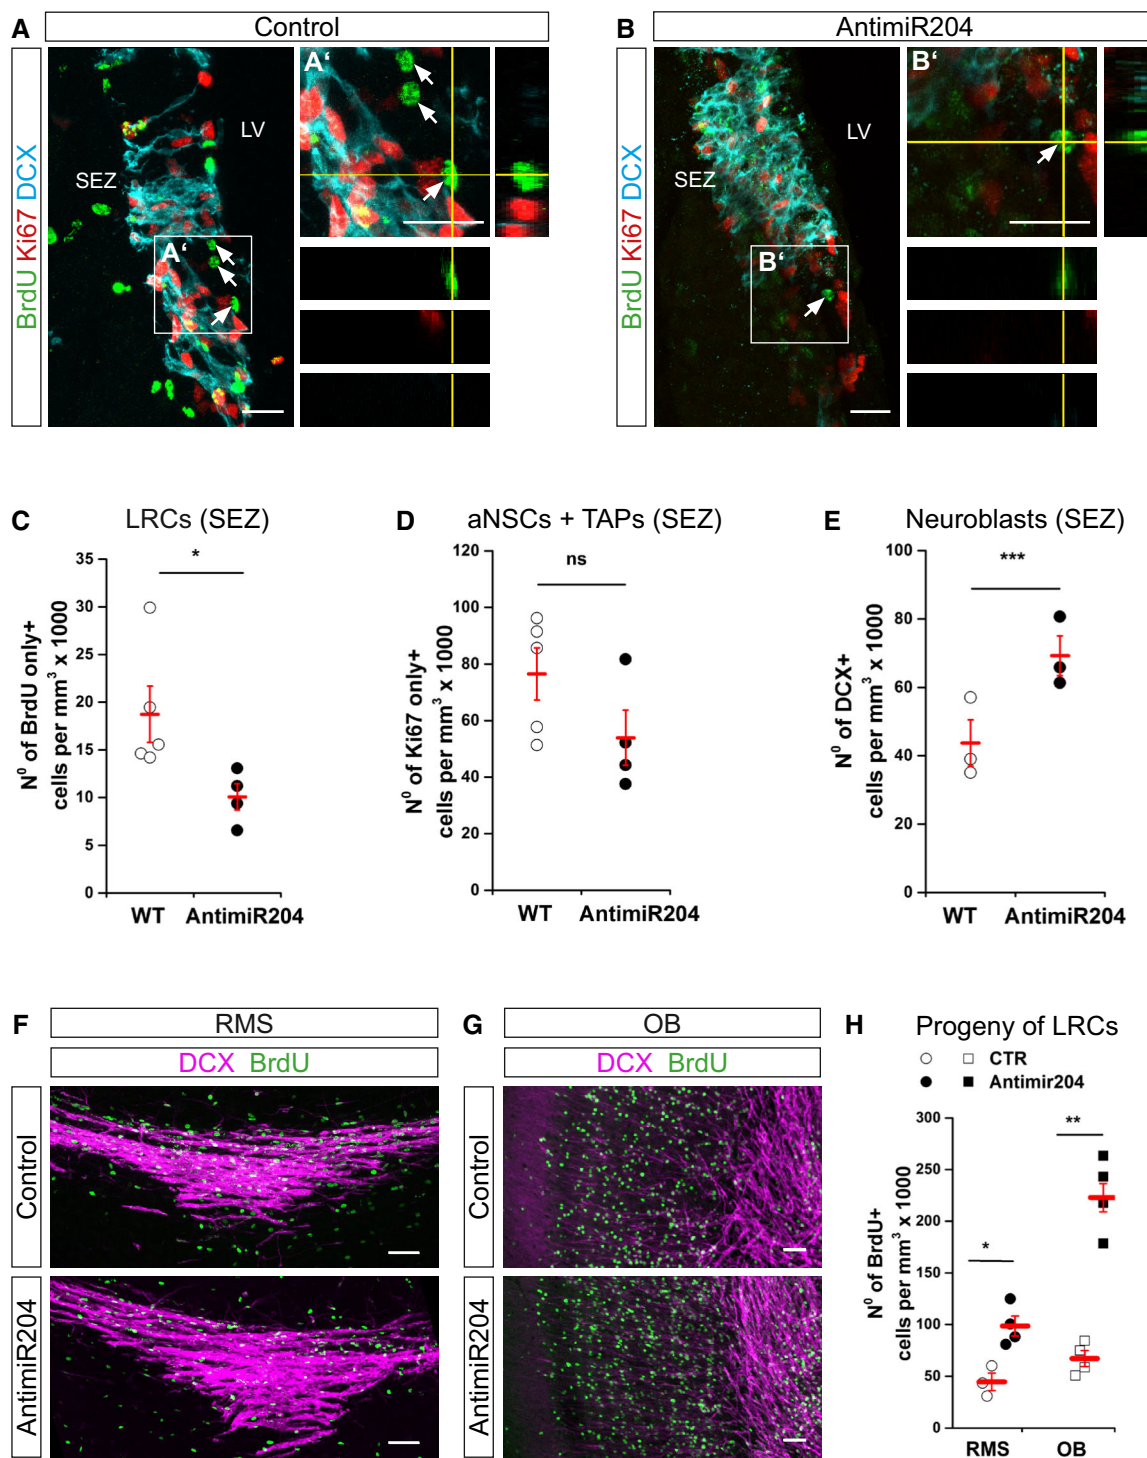 A
Control
BrdU Ki67 DCX
SEZ
LV
A‘
A‘
B
AntimiR204
BrdU Ki67 DCX
SEZ
LV
B‘
B‘
C
LRCs (SEZ)
N⁰ of BrdU only+
cells per mm³ x 1000
35
30
25
20
15
10
5
0
*
WT
AntimiR204
D
aNSCs + TAPs (SEZ)
N⁰ of Ki67 only+
cells per mm³ x 1000
120
100
80
60
40
20
0
ns
WT
AntimiR204
E
Neuroblasts (SEZ)
N⁰ of DCX+
cells per mm³ x 1000
100
80
60
40
20
0
***
WT
AntimiR204
F
RMS
DCX BrdU
Control
AntimiR204
G
OB
DCX BrdU
Control
AntimiR204
H
Progeny of LRCs
CTR
Antimir204
N⁰ of BrdU+
cells per mm³ x 1000
300
250
200
150
100
50
0
*
**
RMS
OB